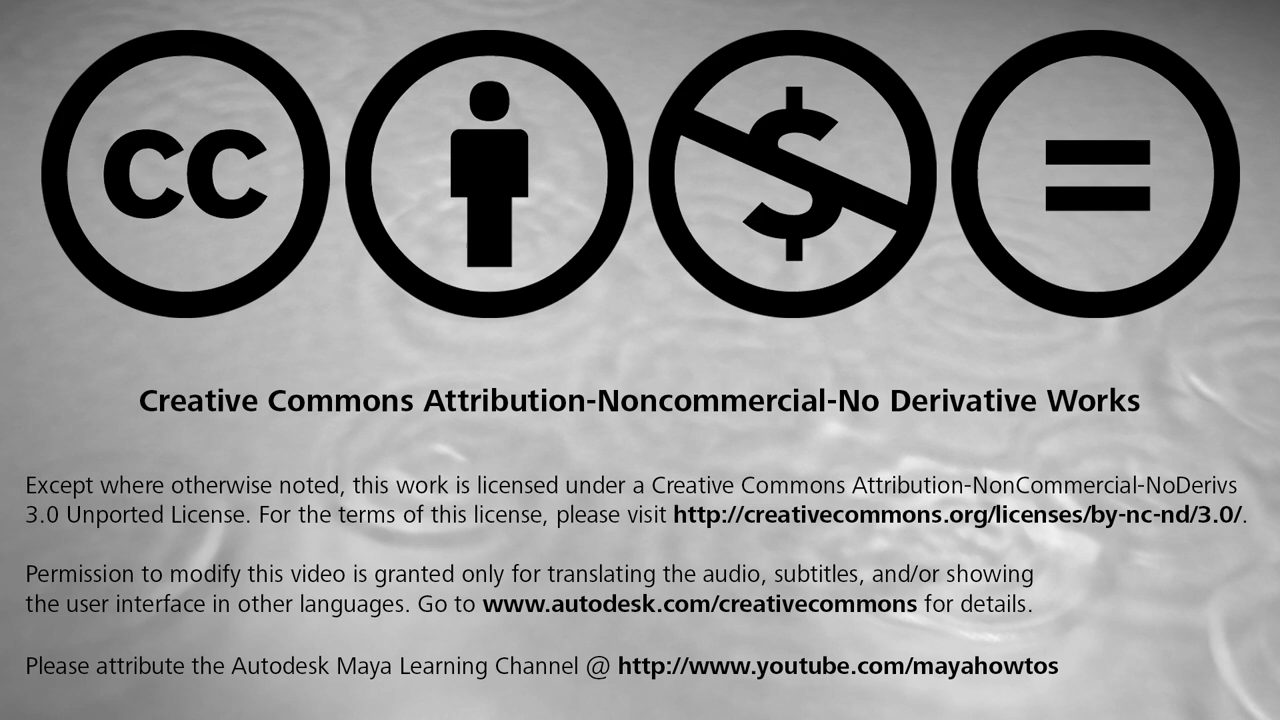 cc
$
=
Creative Commons Attribution-Noncommercial-No Derivative Works
Except where otherwise noted, this work is licensed under a Creative Commons Attribution-NonCommercial-NoDerivs
3.0 Unported License. For the terms of this license, please visit http://creativecommons.org/licenses/by-nc-nd/3.0/.
Permission to modify this video is granted only for translating the audio, subtitles, and/or showing
the user interface in other languages. Go to www.autodesk.com/creativecommons for details.
Please attribute the Autodesk Maya Learning Channel @ http://www.youtube.com/mayahowtos